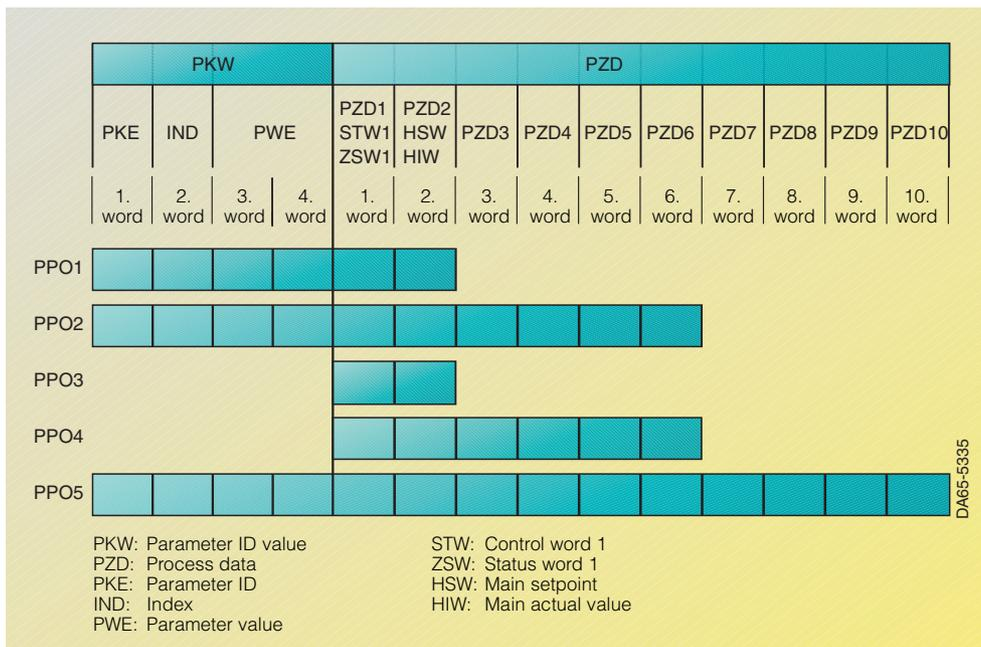 PKW PZD
PKE IND PWE PZD1 STW1 ZSW1 PZD2 HSW HIW PZD3 PZD4 PZD5 PZD6 PZD7 PZD8 PZD9 PZD10
1. word 2. word 3. word 4. word 1. word 2. word 3. word 4. word 5. word 6. word 7. word 8. word 9. word 10. word
PPO1
PPO2
PPO3
PPO4
PPO5
DA65-5335
PKW: Parameter ID value
PZD: Process data
PKE: Parameter ID
IND: Index
PWE: Parameter value
STW: Control word 1
ZSW: Status word 1
HSW: Main setpoint
HIW: Main actual value